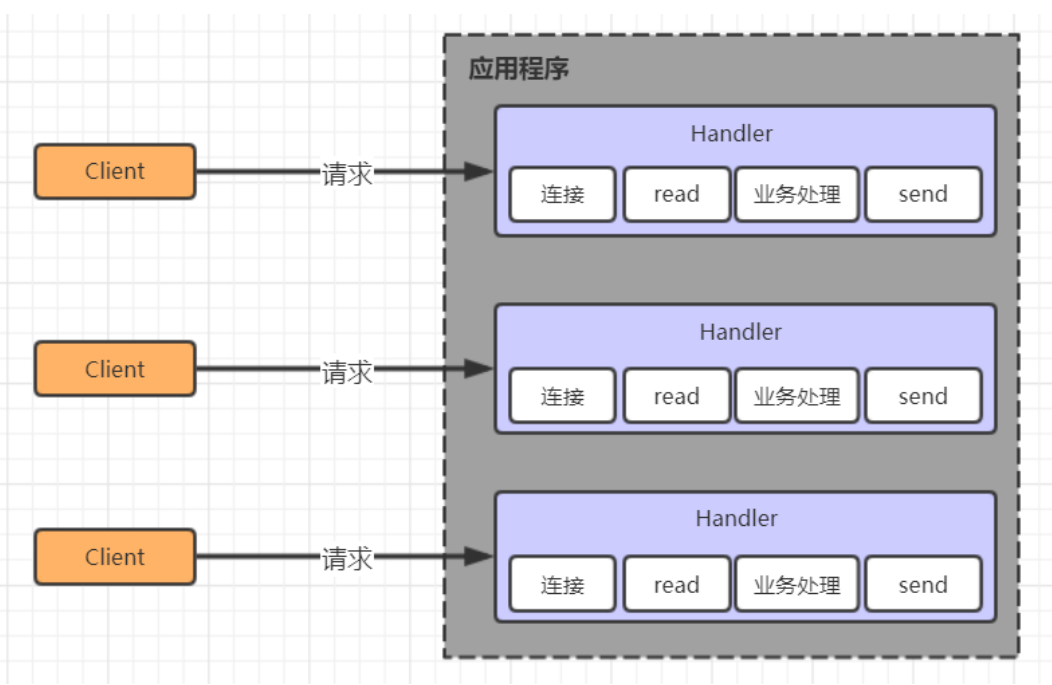 应用程序
Client
请求
Handler
连接
read
业务处理
send
Client
请求
Handler
连接
read
业务处理
send
Client
请求
Handler
连接
read
业务处理
send